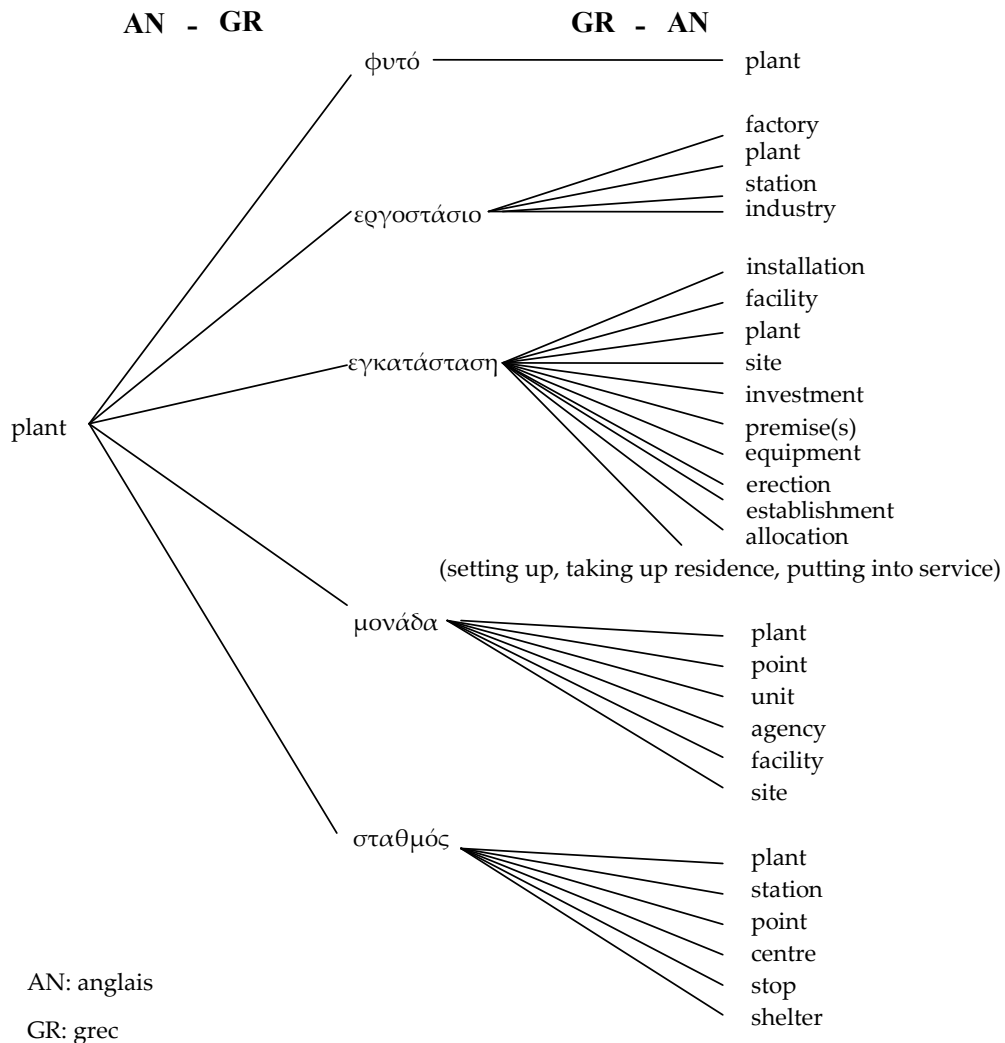 AN - GR
GR - AN
plant
φυτό
plant
εργοστάσιο
factory
plant
station
industry
εγκατάσταση
installation
facility
plant
site
investment
premise(s)
equipment
erection
establishment
allocation
(setting up, taking up residence, putting into service)
μονάδα
plant
point
unit
agency
facility
site
σταθμός
plant
station
point
centre
stop
shelter
AN: anglais
GR: grec